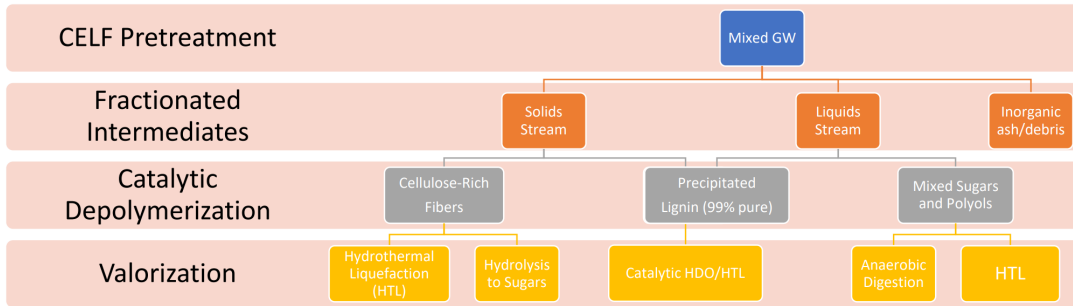 CELF Pretreatment
Mixed GW
Fractionated
Intermediates
Solids
Stream
Liquids
Stream
Inorganic
ash/debris
Catalytic
Depolymerization
Cellulose-Rich
Fibers
Precipitated
Lignin (99% pure)
Mixed Sugars
and Polyols
Valorization
Hydrothermal
Liquefaction
(HTL)
Hydrolysis
to Sugars
Catalytic HDO/HTL
Anaerobic
Digestion
HTL